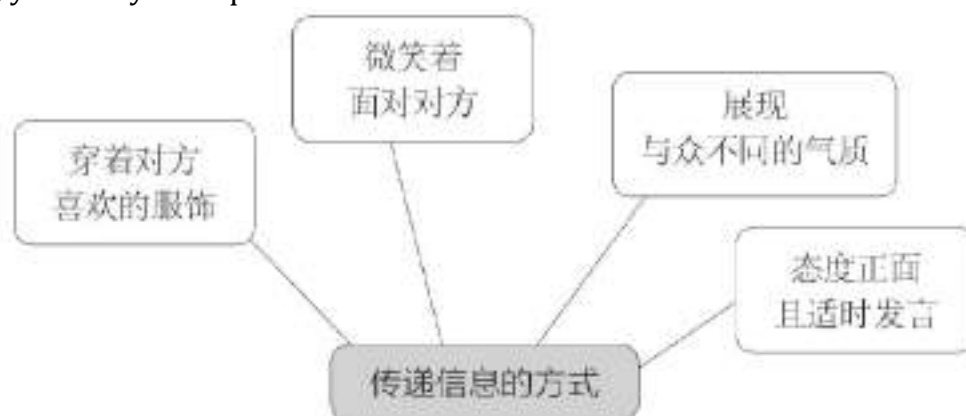 微笑着
面对对方
展现
与众不同的气质
穿着对方
喜欢的服饰
态度正面
且适时发言
传递信息的方式